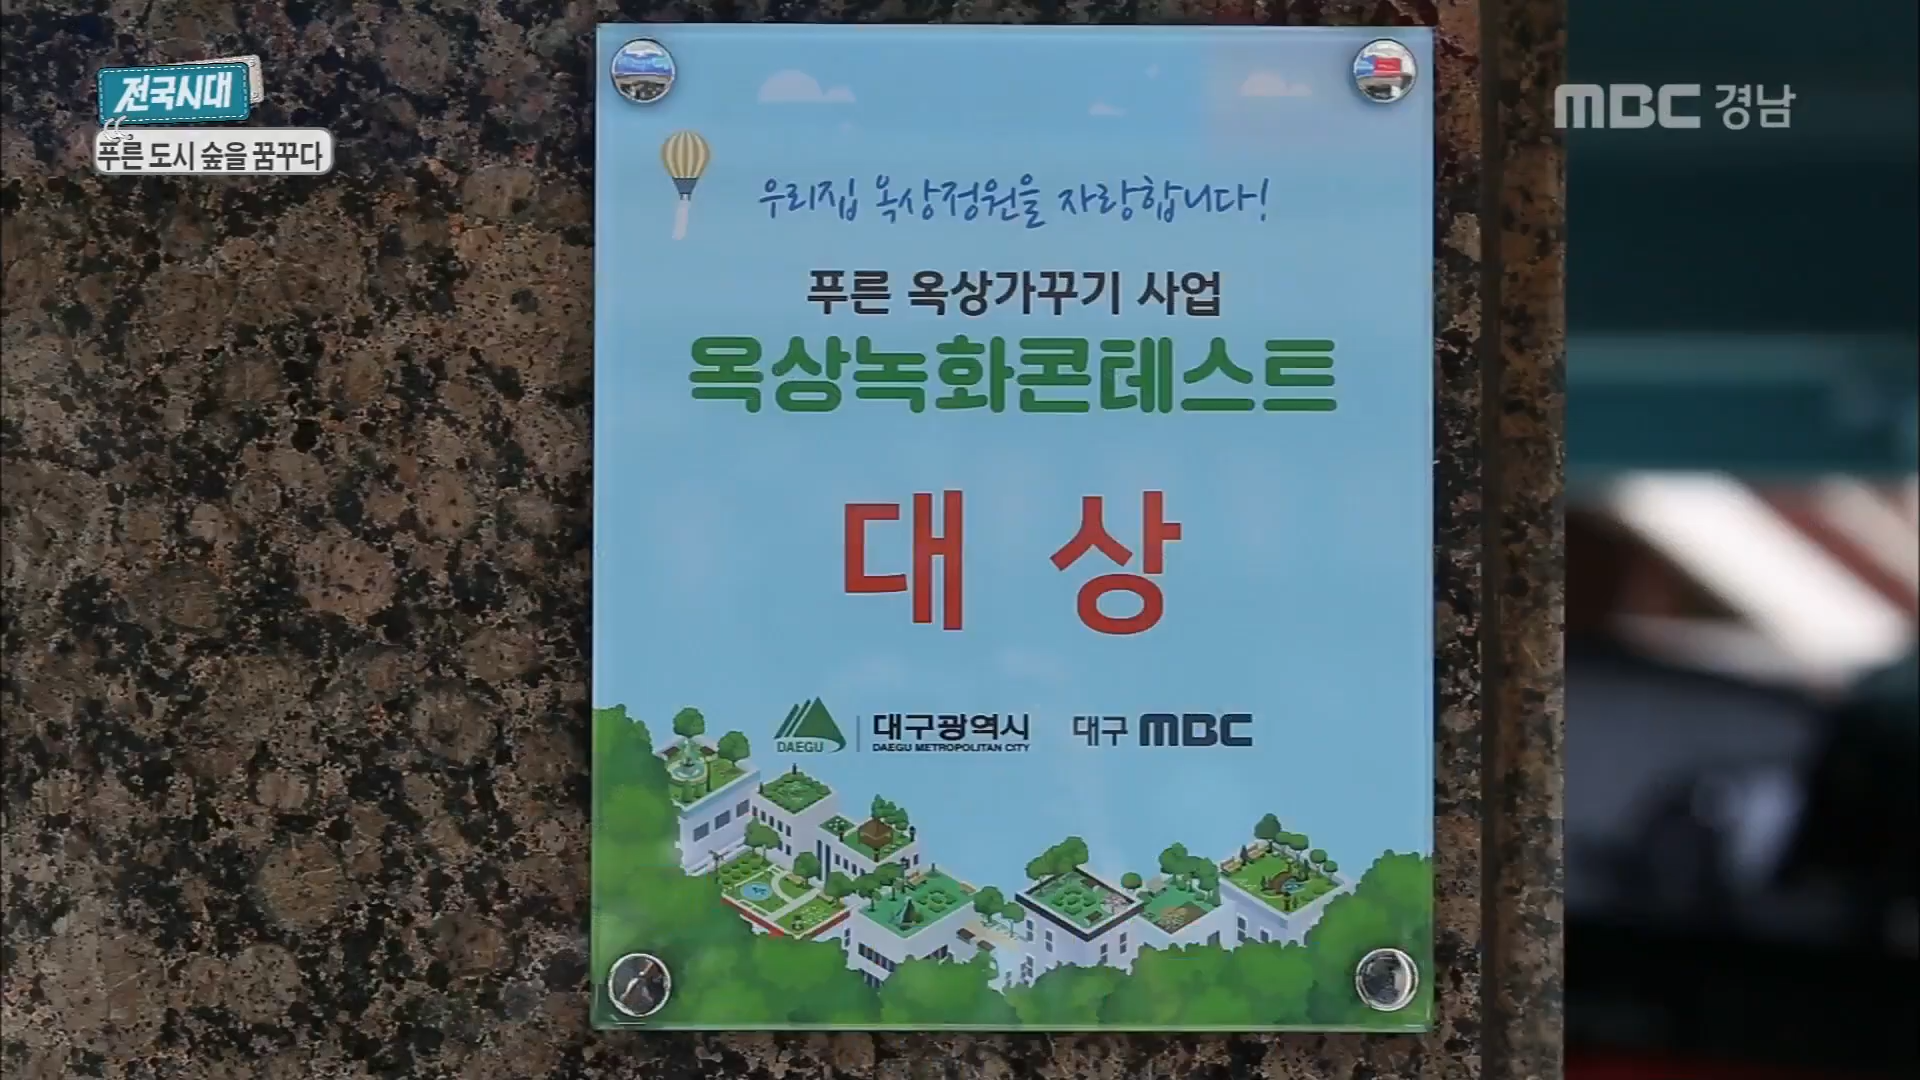 전국시대
푸른 도시 숲을 꿈꾸다
MBC 경남
우리집 옥상정원을 자랑합니다!
푸른 옥상가꾸기 사업
옥상녹화콘테스트
대 상
DAEGU 대구광역시 DAEGU METROPOLITAN CITY
대구 MBC